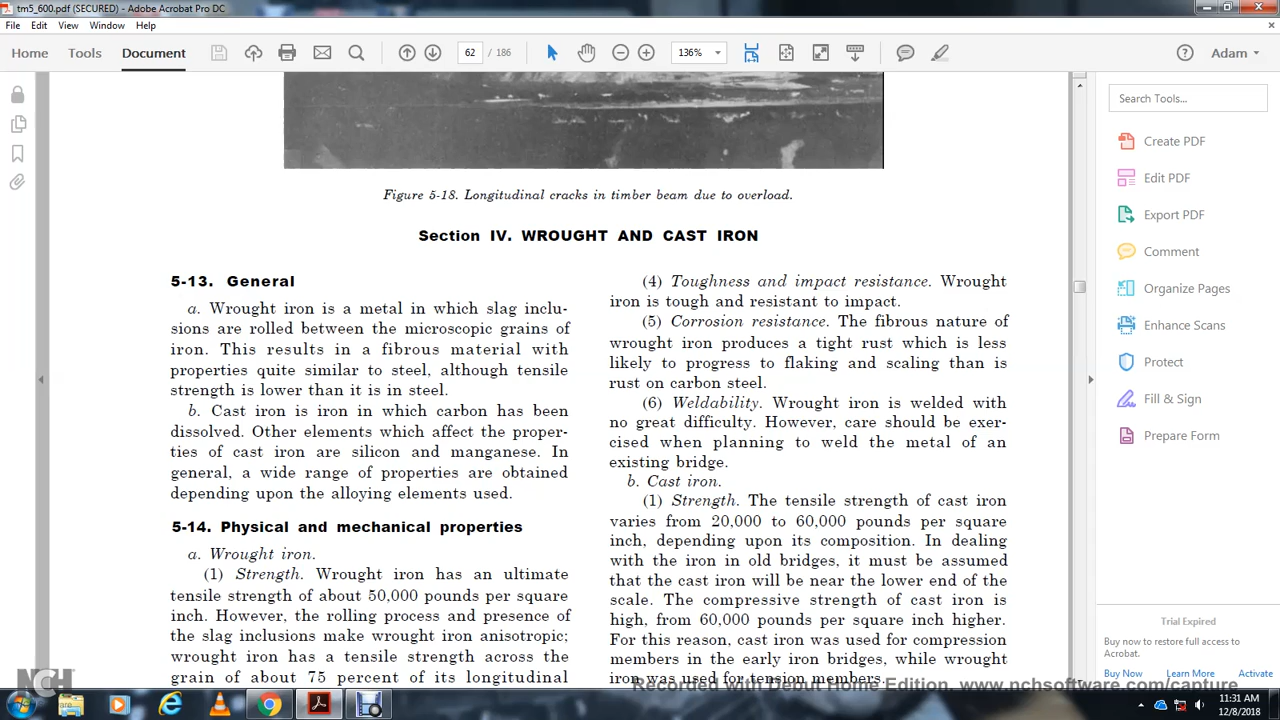 tm5_600.pdf (SECURED) - Adobe Acrobat Pro DC
File Edit View Window Help
Home Tools Document 62 / 186 136% Adam
Figure 5-18. Longitudinal cracks in timber beam due to overload.
Section IV. WROUGHT AND CAST IRON
5-13. General
a. Wrought iron is a metal in which slag inclu-
sions are rolled between the microscopic grains of
iron. This results in a fibrous material with
properties quite similar to steel, although tensile
strength is lower than it is in steel.
b. Cast iron is iron in which carbon has been
dissolved. Other elements which affect the proper-
ties of cast iron are silicon and manganese. In
general, a wide range of properties are obtained
depending upon the alloying elements used.
5-14. Physical and mechanical properties
a. Wrought iron.
(1) Strength. Wrought iron has an ultimate
tensile strength of about 50,000 pounds per square
inch. However, the rolling process and presence of
the slag inclusions make wrought iron anisotropic;
wrought iron has a tensile strength across the
grain of about 75 percent of its longitudinal
(4) Toughness and impact resistance. Wrought
iron is tough and resistant to impact.
(5) Corrosion resistance. The fibrous nature of
wrought iron produces a tight rust which is less
likely to progress to flaking and scaling than is
rust on carbon steel.
(6) Weldability. Wrought iron is welded with
no great difficulty. However, care should be exer-
cised when planning to weld the metal of an
existing bridge.
b. Cast iron.
(1) Strength. The tensile strength of cast iron
varies from 20,000 to 60,000 pounds per square
inch, depending upon its composition. In dealing
with the iron in old bridges, it must be assumed
that the cast iron will be near the lower end of the
scale. The compressive strength of cast iron is
high, from 60,000 pounds per square inch higher.
For this reason, cast iron was used for compression
members in the early iron bridges, while wrought
iron was used for tension members.
Search Tools...
Create PDF
Edit PDF
Export PDF
Comment
Organize Pages
Enhance Scans
Protect
Fill & Sign
Prepare Form
Trial Expired
Buy now to restore full access to
Acrobat.
Buy Now Learn More Activate
NCH
Recorded with Debut Home Edition. www.nchsoftware.com/capture
11:31 AM
12/8/2018